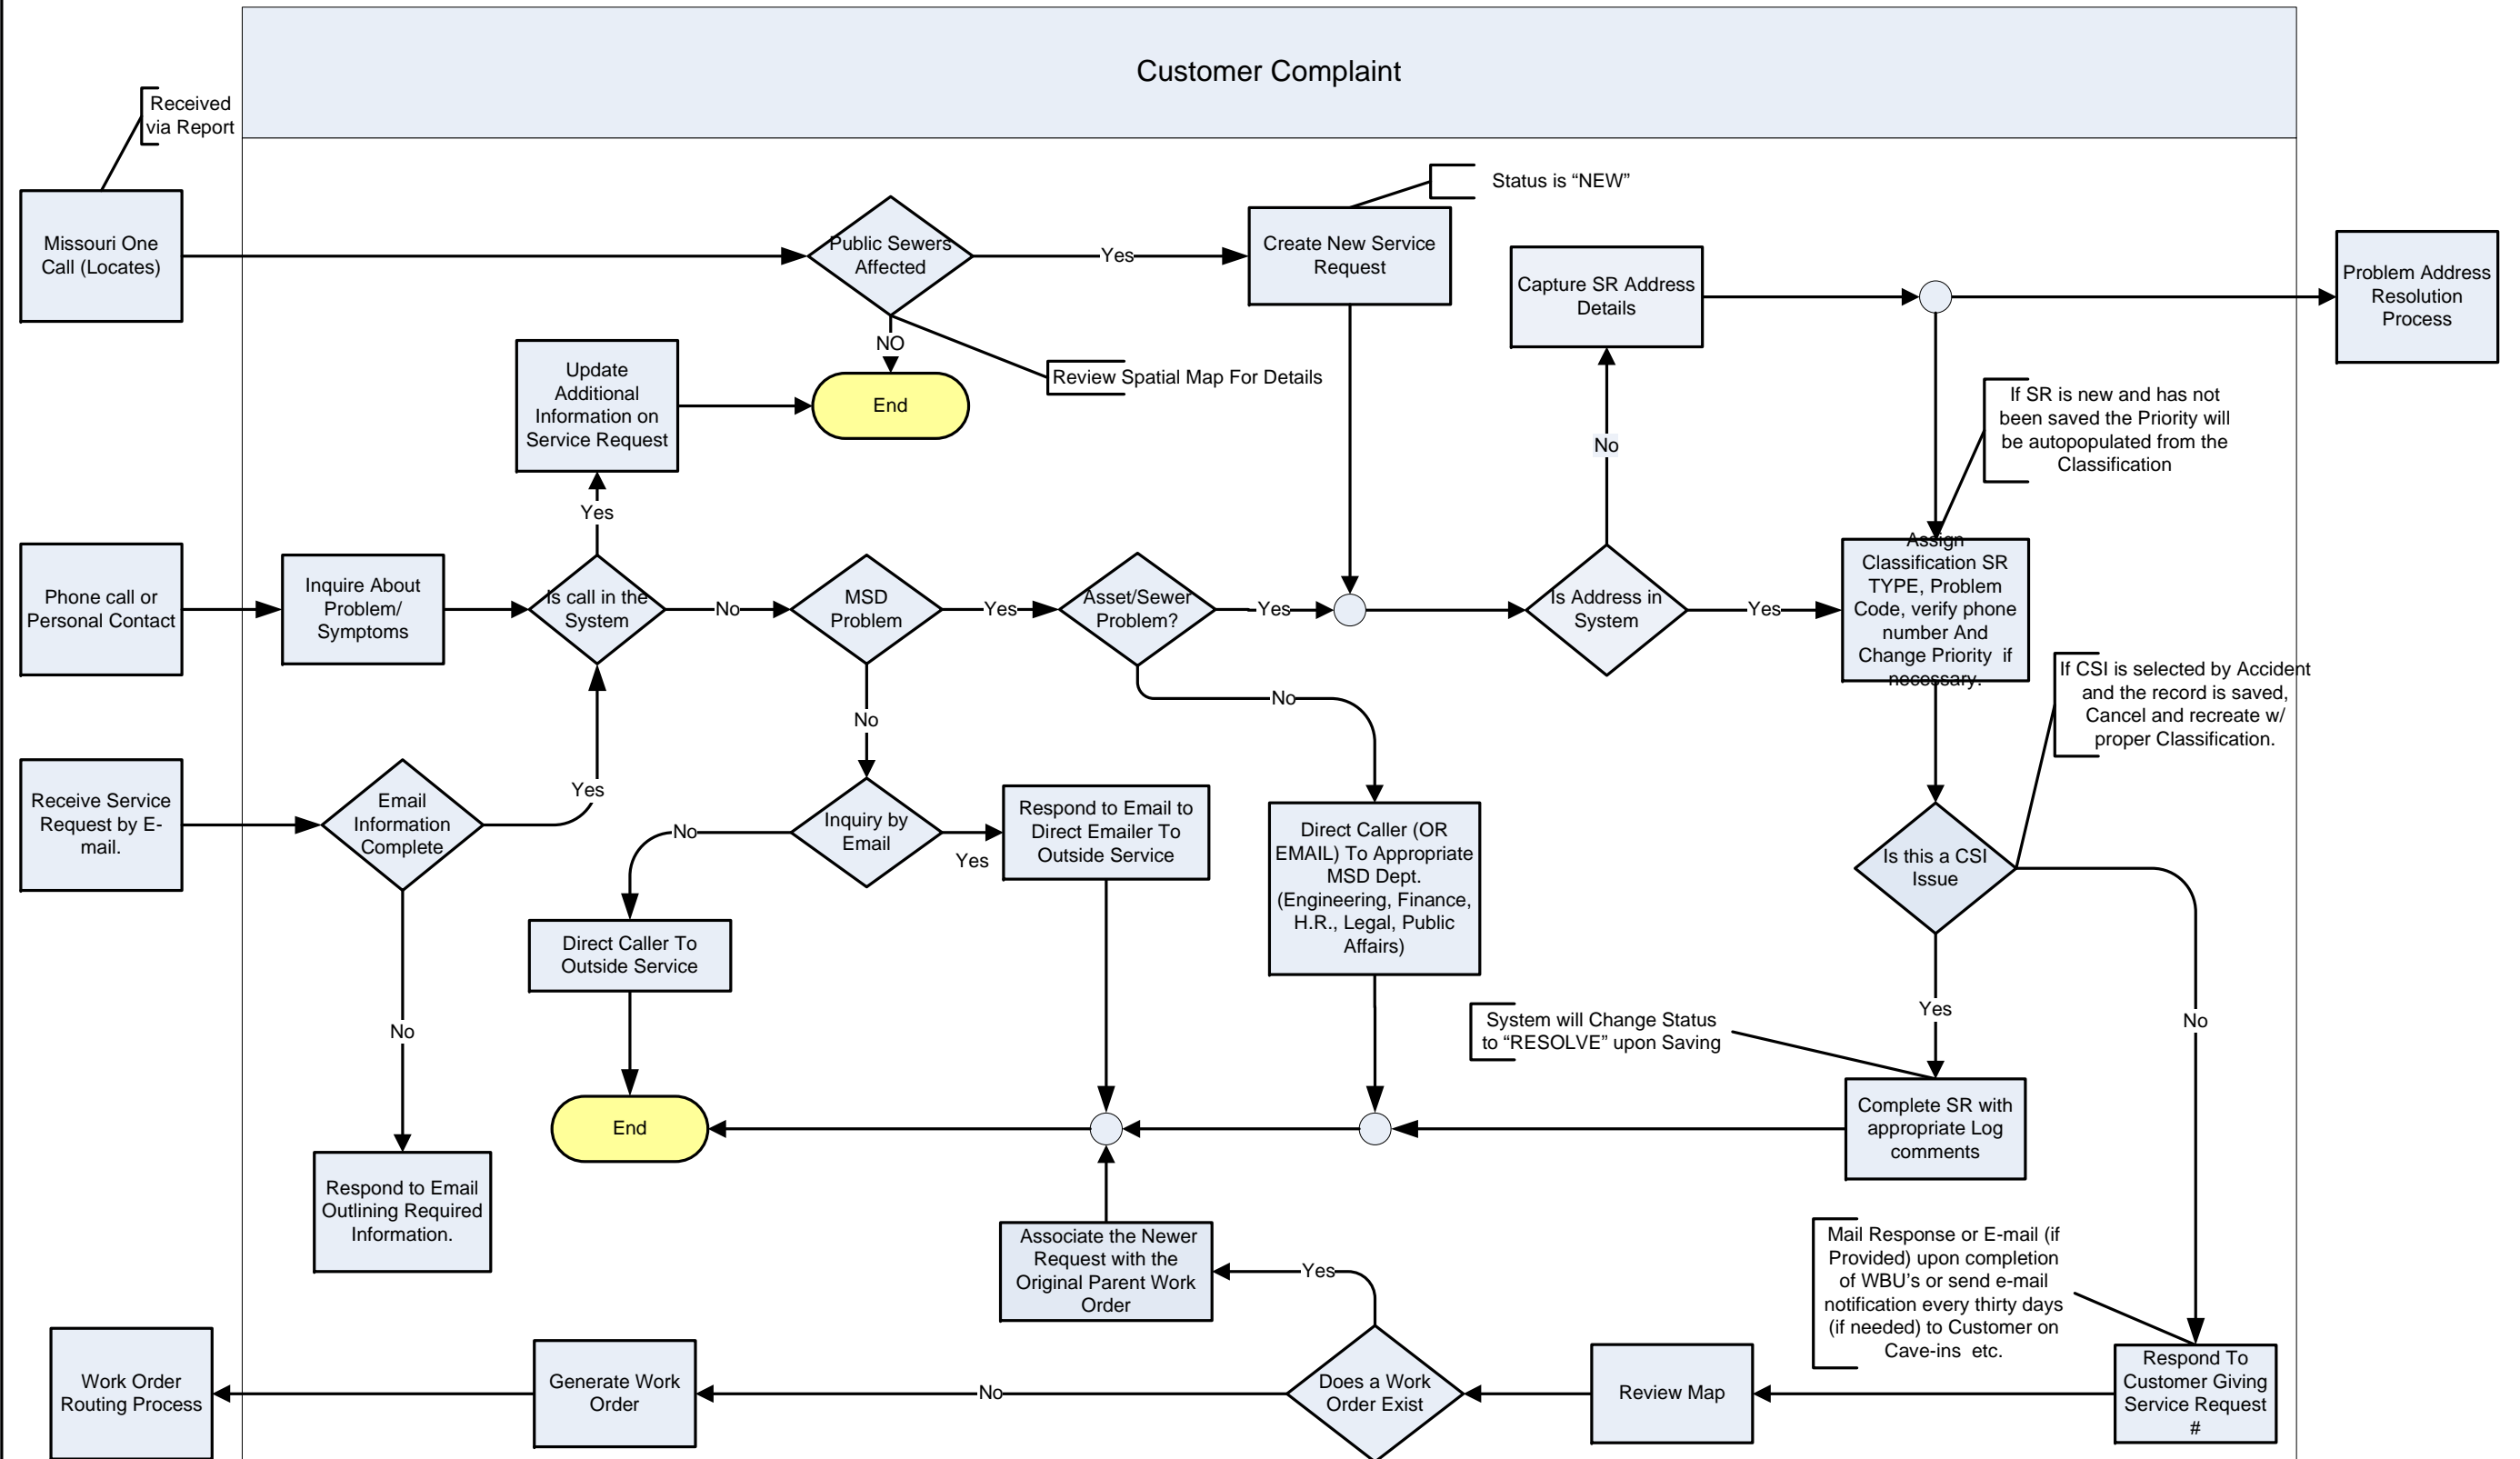 Customer Complaint
Received
via Report
Status is “NEW”
Missouri One
Call (Locates)
Public Sewers
Affected
Yes
Create New Service
Request
Capture SR Address
Details
Problem Address
Resolution
Process
NO
Review Spatial Map For Details
Update
Additional
Information on
Service Request
End
If SR is new and has not
been saved the Priority will
be autopopulated from the
Classification
No
Yes
Phone call or
Personal Contact
Inquire About
Problem/
Symptoms
Is call in the
System
No
MSD
Problem
Yes
Asset/Sewer
Problem?
Yes
Is Address in
System
Yes
Assign
Classification SR
TYPE, Problem
Code, verify phone
number And
Change Priority if
necessary.
If CSI is selected by Accident
and the record is saved,
Cancel and recreate w/
proper Classification.
No
No
Receive Service
Request by E-
mail.
Email
Information
Complete
Yes
Inquiry by
Email
No
Yes
Respond to Email to
Direct Emailer To
Outside Service
Direct Caller (OR
EMAIL) To Appropriate
MSD Dept.
(Engineering, Finance,
H.R., Legal, Public
Affairs)
Is this a CSI
Issue
Direct Caller To
Outside Service
No
System will Change Status
to “RESOLVE” upon Saving
Yes
No
End
Complete SR with
appropriate Log
comments
Respond to Email
Outlining Required
Information.
Associate the Newer
Request with the
Original Parent Work
Order
Yes
Mail Response or E-mail (if
Provided) upon completion
of WBU’s or send e-mail
notification every thirty days
(if needed) to Customer on
Cave-ins etc.
Work Order
Routing Process
Generate Work
Order
No
Does a Work
Order Exist
Review Map
Respond To
Customer Giving
Service Request
#